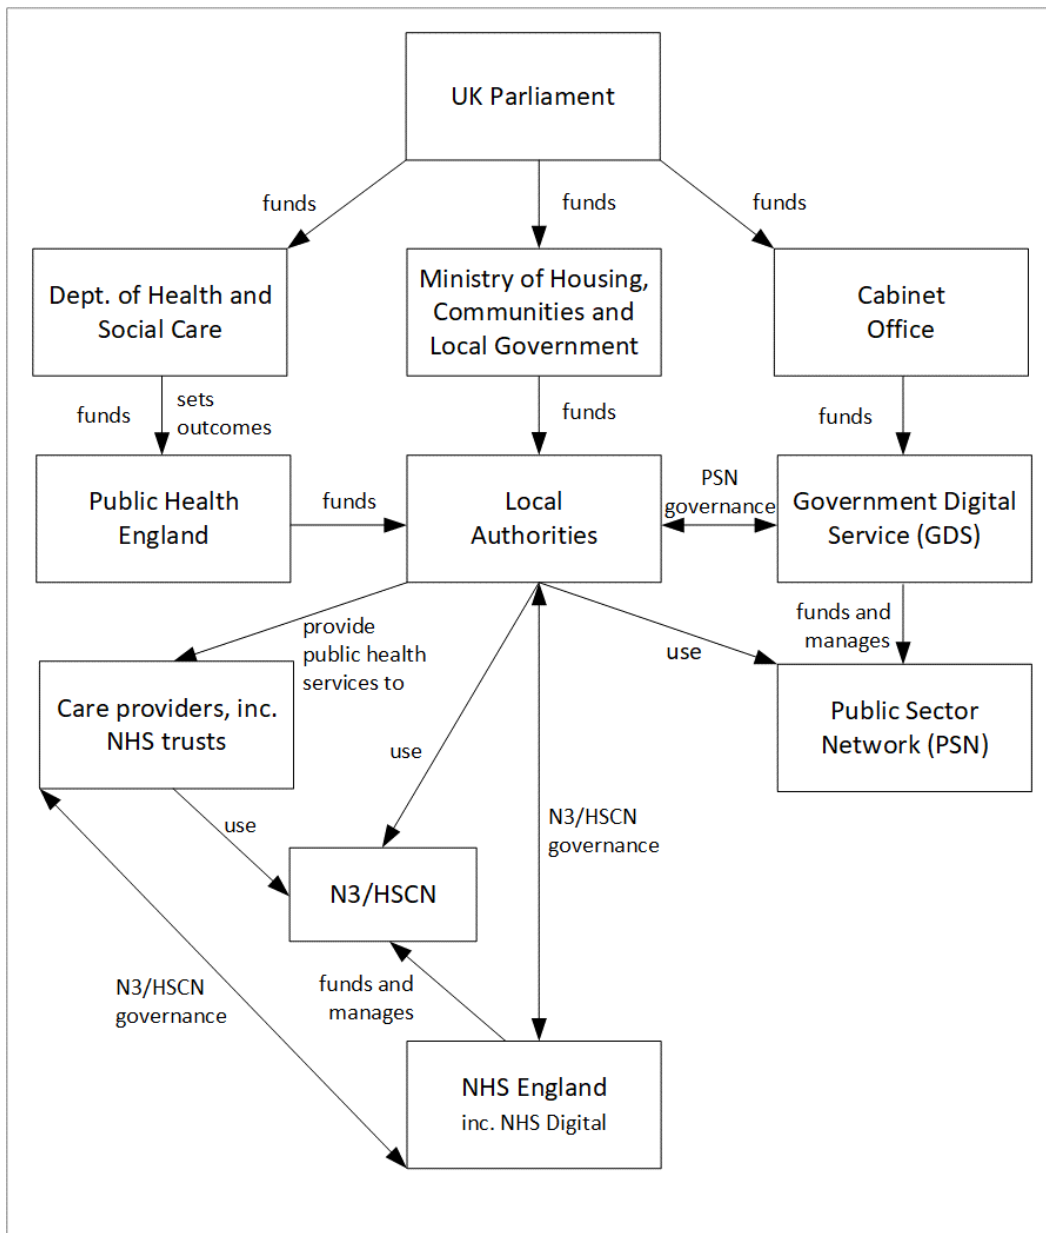 UK Parliament
funds
funds
funds
Dept. of Health and
Social Care
Ministry of Housing,
Communities and
Local Government
Cabinet
Office
funds
sets
outcomes
funds
funds
Public Health
England
funds
Local
Authorities
PSN
governance
Government Digital
Service (GDS)
provide
public health
services to
use
funds and
manages
Care providers, inc.
NHS trusts
Public Sector
Network (PSN)
use
use
N3/HSCN
governance
N3/HSCN
N3/HSCN
governance
funds and
manages
NHS England
inc. NHS Digital